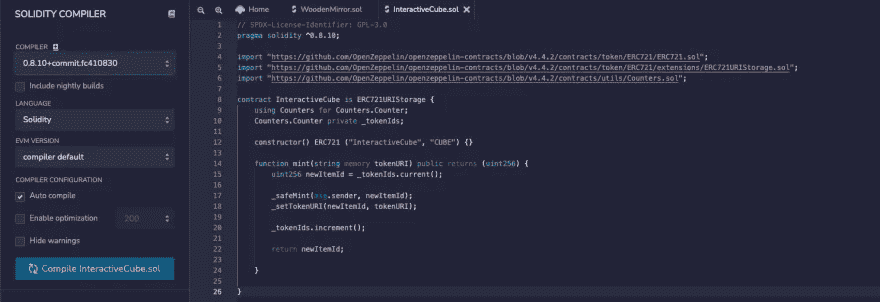 SOLIDITY COMPILER
COMPILER
0.8.10+commit.fc410830
Include nightly builds
LANGUAGE
Solidity
EVM VERSION
compiler default
COMPILER CONFIGURATION
Auto compile
Enable optimization
200
Hide warnings
Compile InteractiveCube.sol
Home
WoodenMirror.sol
InteractiveCube.sol
1 // SPDX-License-Identifier: GPL-3.0
2 pragma solidity ^0.8.10;
3
4 import "https://github.com/OpenZeppelin/openzeppelin-contracts/blob/v4.4.2/contracts/token/ERC721/ERC721.sol";
5 import "https://github.com/OpenZeppelin/openzeppelin-contracts/blob/v4.4.2/contracts/token/ERC721/extensions/ERC721URIStorage.sol";
6 import "https://github.com/OpenZeppelin/openzeppelin-contracts/blob/v4.4.2/contracts/utils/Counters.sol";
7
8 contract InteractiveCube is ERC721URIStorage {
9 using Counters for Counters.Counter;
10 Counters.Counter private _tokenIds;
11
12 constructor() ERC721 ("InteractiveCube", "CUBE") {}
13
14 function mint(string memory tokenURI) public returns (uint256) {
15 uint256 newItemId = _tokenIds.current();
16
17 _safeMint(msg.sender, newItemId);
18 _setTokenURI(newItemId, tokenURI);
19
20 _tokenIds.increment();
21
22 return newItemId;
23
24 }
25
26 }